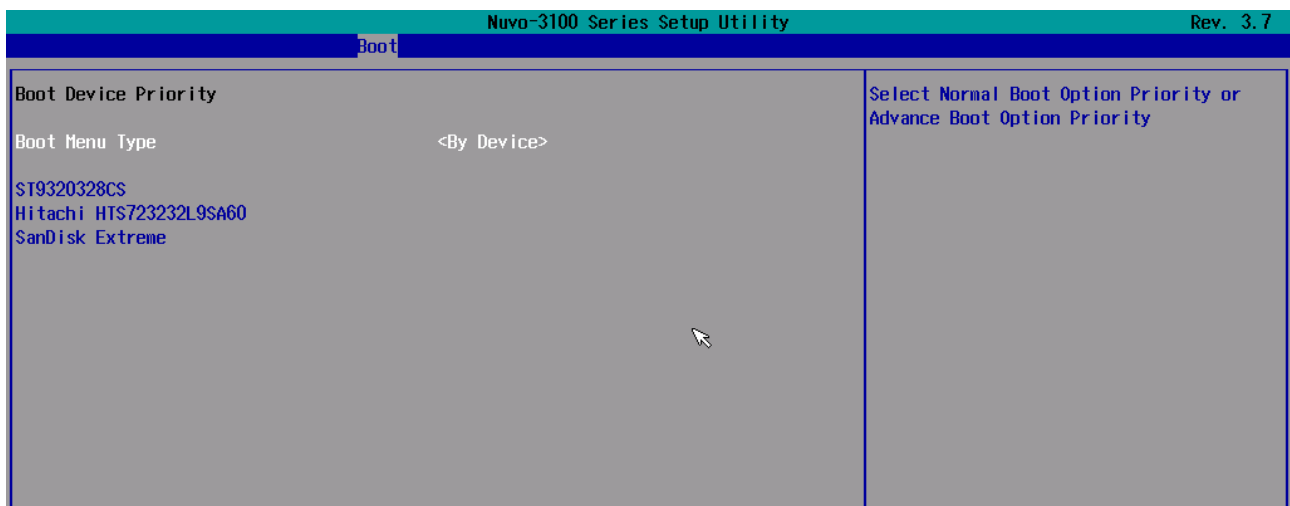 Nuvo-3100 Series Setup Utility Rev. 3.7
Boot
Boot Device Priority
Boot Menu Type <By Device>
ST9320328CS
Hitachi HTS723232L9SA60
SanDisk Extreme
Select Normal Boot Option Priority or
Advance Boot Option Priority